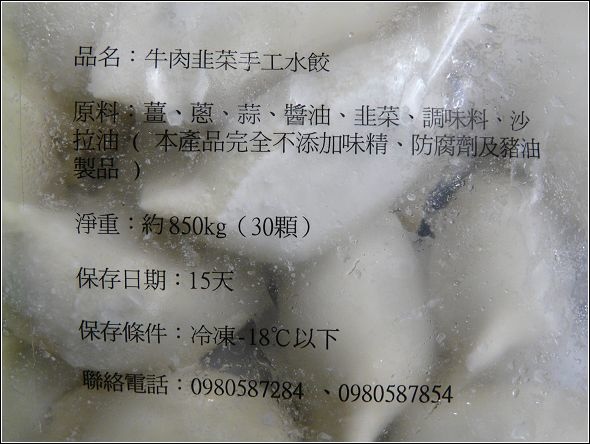 品名：牛肉韭菜手工水餃
原料：薑、蔥、蒜、醬油、韭菜、調味料、沙
拉油 ( 本產品完全不添加味精、防腐劑及豬油
製品 )
淨重：約850kg（30顆）
保存日期：15天
保存條件：冷凍-18℃以下
聯絡電話：0980587284 、0980587854